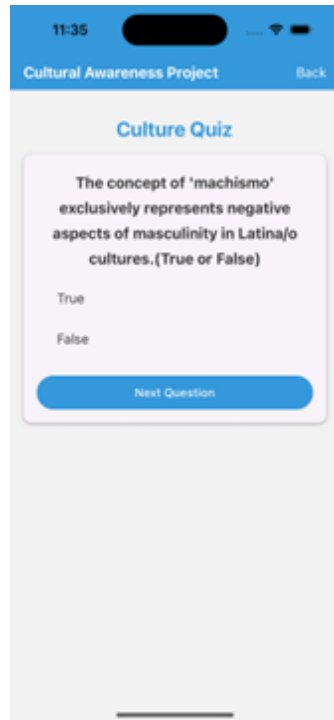 11:35
Cultural Awareness Project Back
Culture Quiz
The concept of 'machismo'
exclusively represents negative
aspects of masculinity in Latina/o
cultures.(True or False)
True
False
Next Question